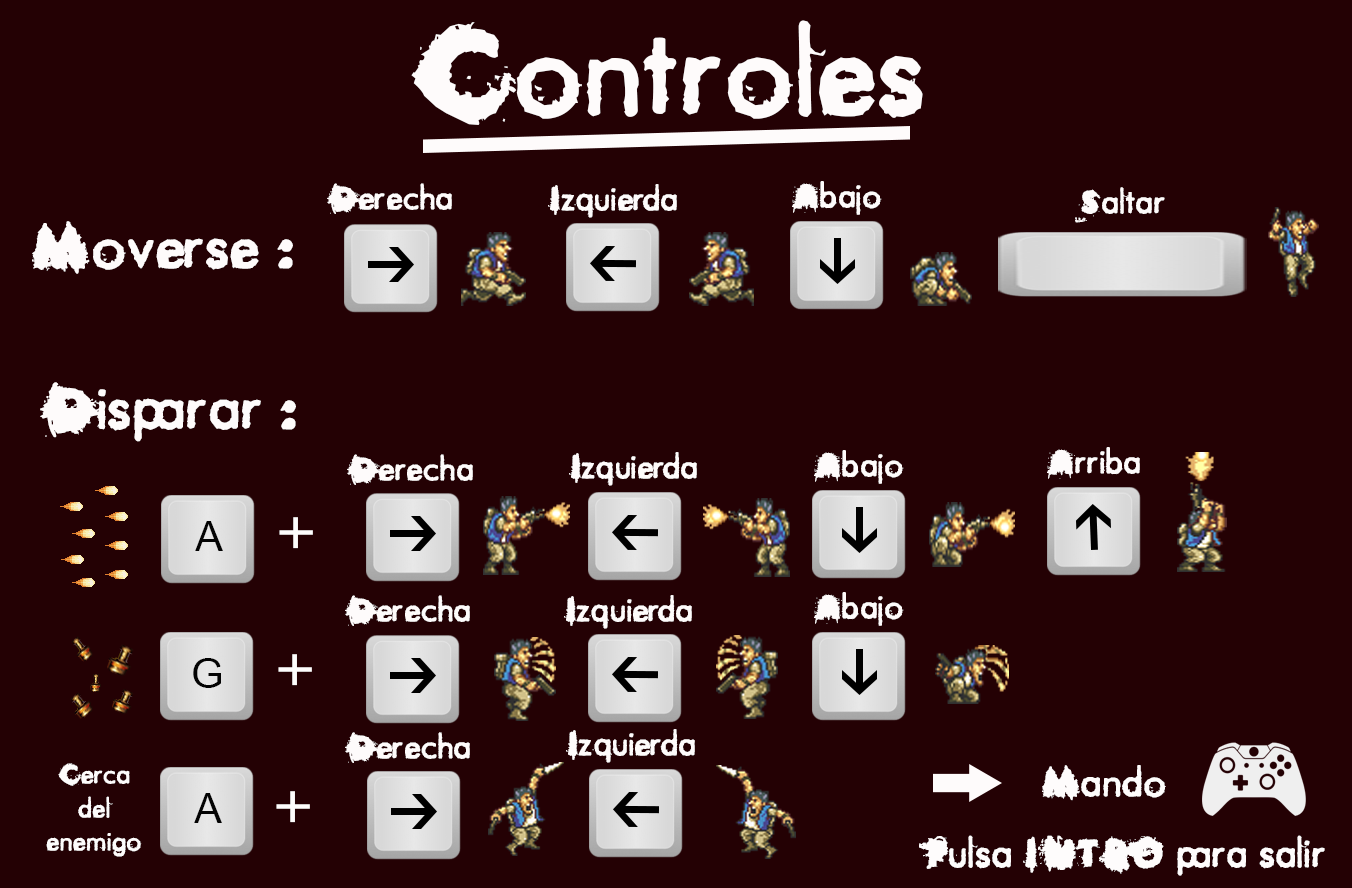 Controles
Derecha Izquierda Abajo Saltar
Moverse :
Disparar :
Derecha Izquierda Abajo Arriba
A +
Derecha Izquierda Abajo
G +
Derecha Izquierda
Cerca
del
enemigo
A +
Mando
Pulsa INTRO para salir